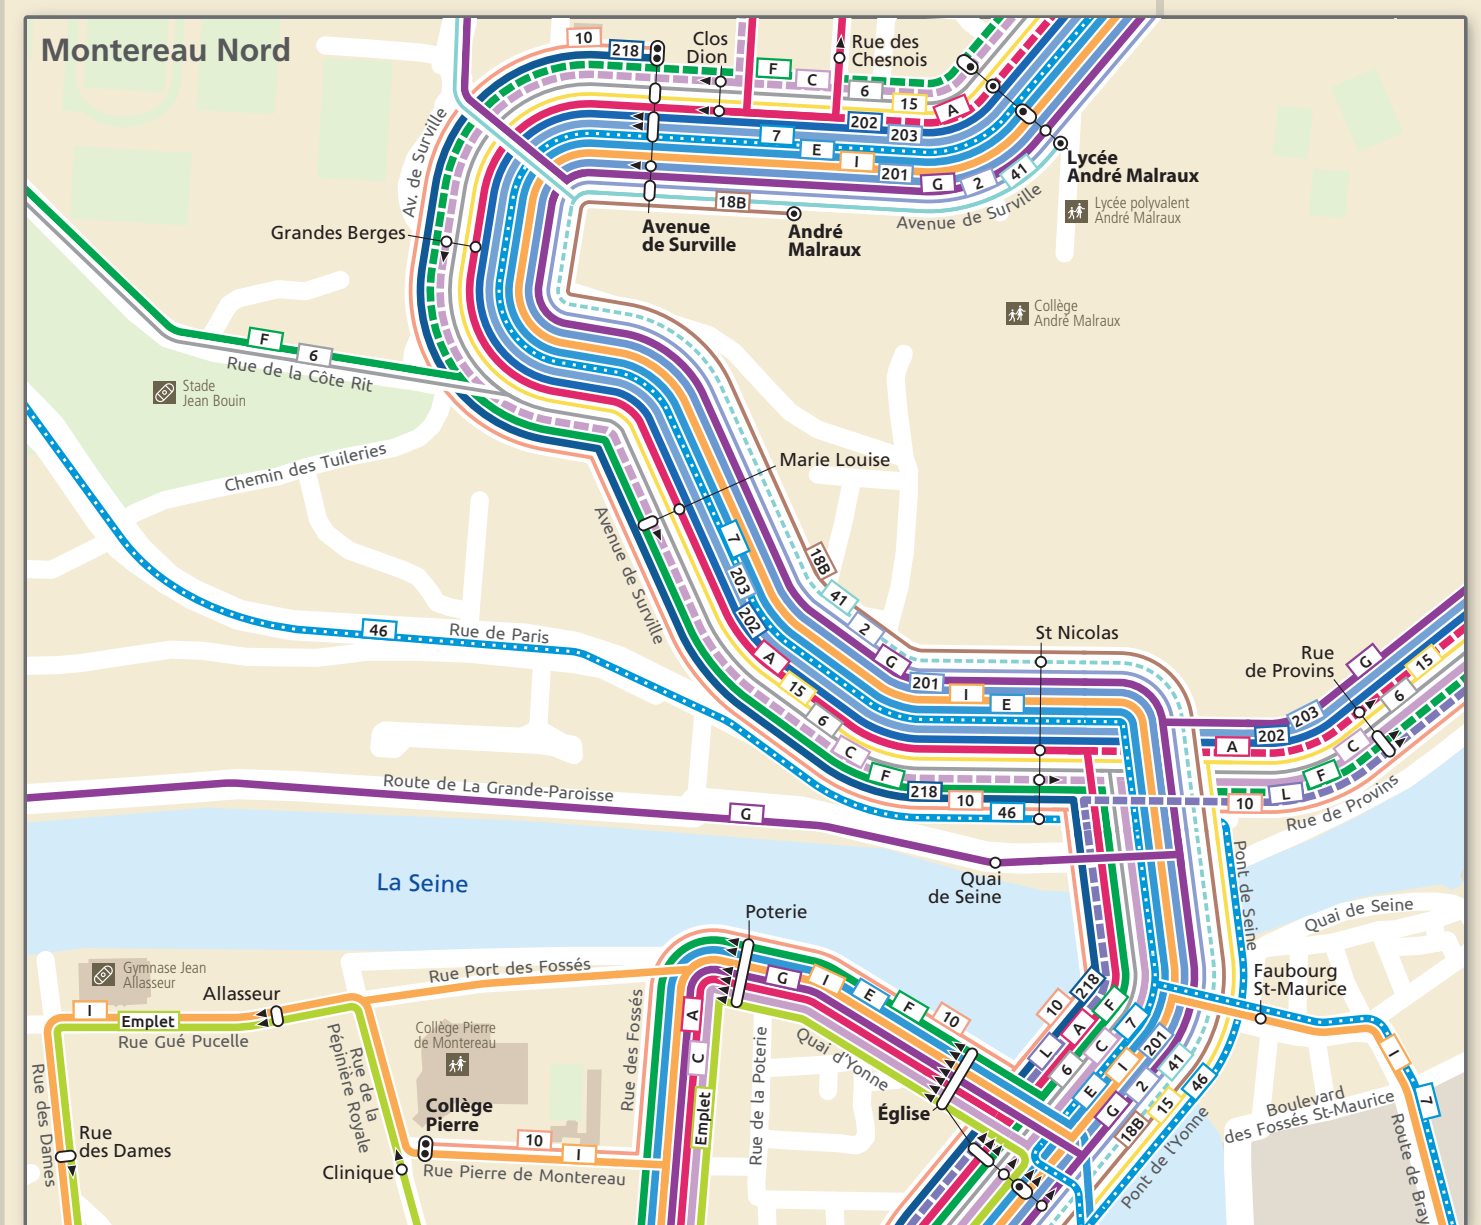 Montereau Nord
10
218
Clos
Dion
F
C
Rue des
Chesnois
6
15
A
202
203
7
E
I
201
G
2
41
Lycée
André Malraux
Lycée polyvalent
André Malraux
Avenue de Surville
18B
André
Malraux
Avenue
de Surville
Av. de Surville
Grandes Berges
Collège
André Malraux
F
6
Rue de la Côte Rit
Stade
Jean Bouin
Chemin des Tuileries
Marie Louise
Avenue de Surville
7
203
202
A
15
6
C
F
218
10
46
18B
41
2
G
201
I
E
St Nicolas
Rue
de Provins
G
15
6
203
202
A
C
F
L
10
Rue de Provins
46
Rue de Paris
Route de La Grande-Paroisse
G
Quai
de Seine
La Seine
Pont de Seine
Quai de Seine
Poterie
Faubourg
St-Maurice
Gymnase Jean
Allasseur
Allasseur
I
Emplet
Rue Gué Pucelle
Rue Port des Fossés
Rue des Dames
Rue
des Dames
Rue de la
Pépinière Royale
Collège Pierre
de Montereau
Collège
Pierre
Clinique
10
I
Rue Pierre de Montereau
Rue des Fossés
A
C
Emplet
Rue de la Poterie
G
I
E
F
10
Quai d'Yonne
Église
10
218
L
A
F
6
C
7
E
I
201
G
2
41
18B
15
46
Pont de l'Yonne
Boulevard
des Fossés St-Maurice
I
7
Route de Bray